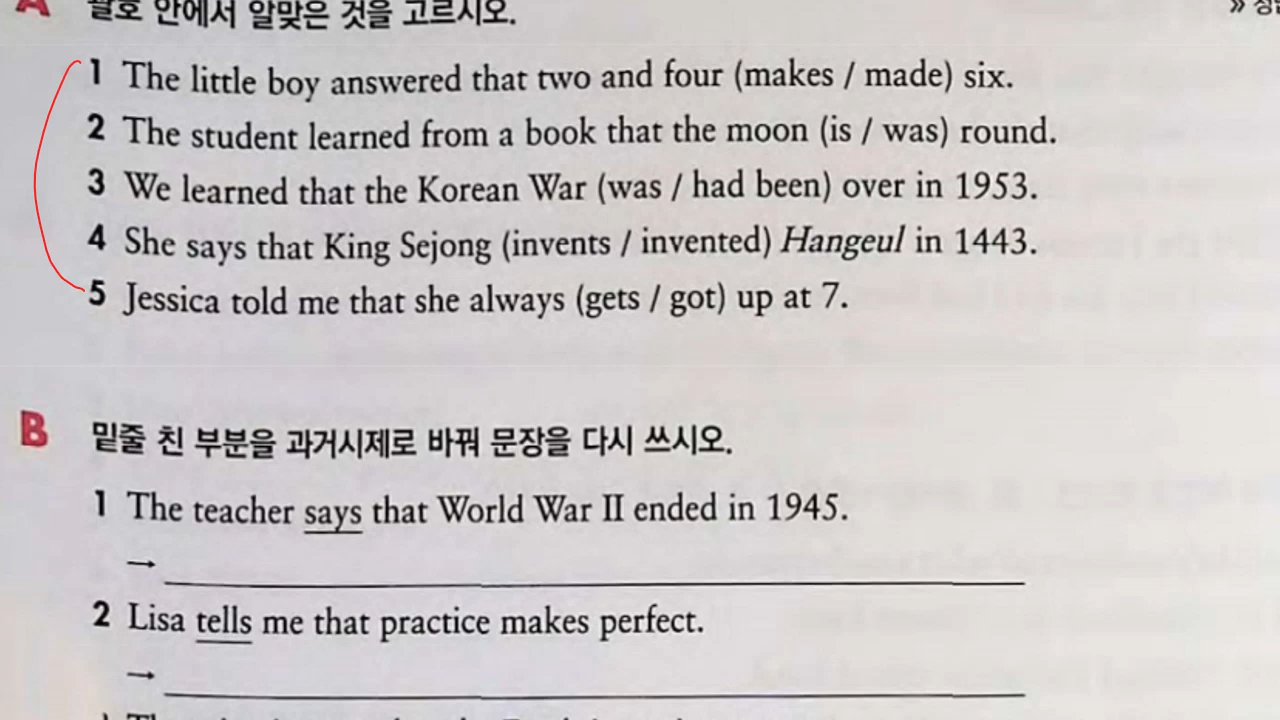 A 괄호 안에서 알맞은 것을 고르시오.
»
1 The little boy answered that two and four (makes / made) six.
2 The student learned from a book that the moon (is / was) round.
3 We learned that the Korean War (was / had been) over in 1953.
4 She says that King Sejong (invents / invented) Hangeul in 1443.
5 Jessica told me that she always (gets / got) up at 7.
B 밑줄 친 부분을 과거시제로 바꿔 문장을 다시 쓰시오.
1 The teacher says that World War II ended in 1945.
→
2 Lisa tells me that practice makes perfect.
→